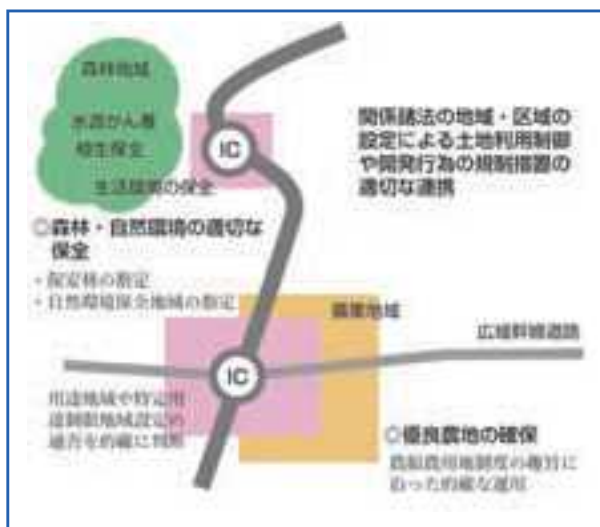 森林地域
水源かん養
植生保全
生活環境の保全
IC
関係諸法の地域・区域の
設定による土地利用制御
や開発行為の規制措置の
適切な連携
◎森林・自然環境の適切な
保全
・保安林の指定
・自然環境保全地域の指定
農業地域
広域幹線道路
IC
用途地域や特定用
途制限地域設定の
適否を的確に判断
◎優良農地の確保
農振農用地制度の趣旨に
沿った的確な運用